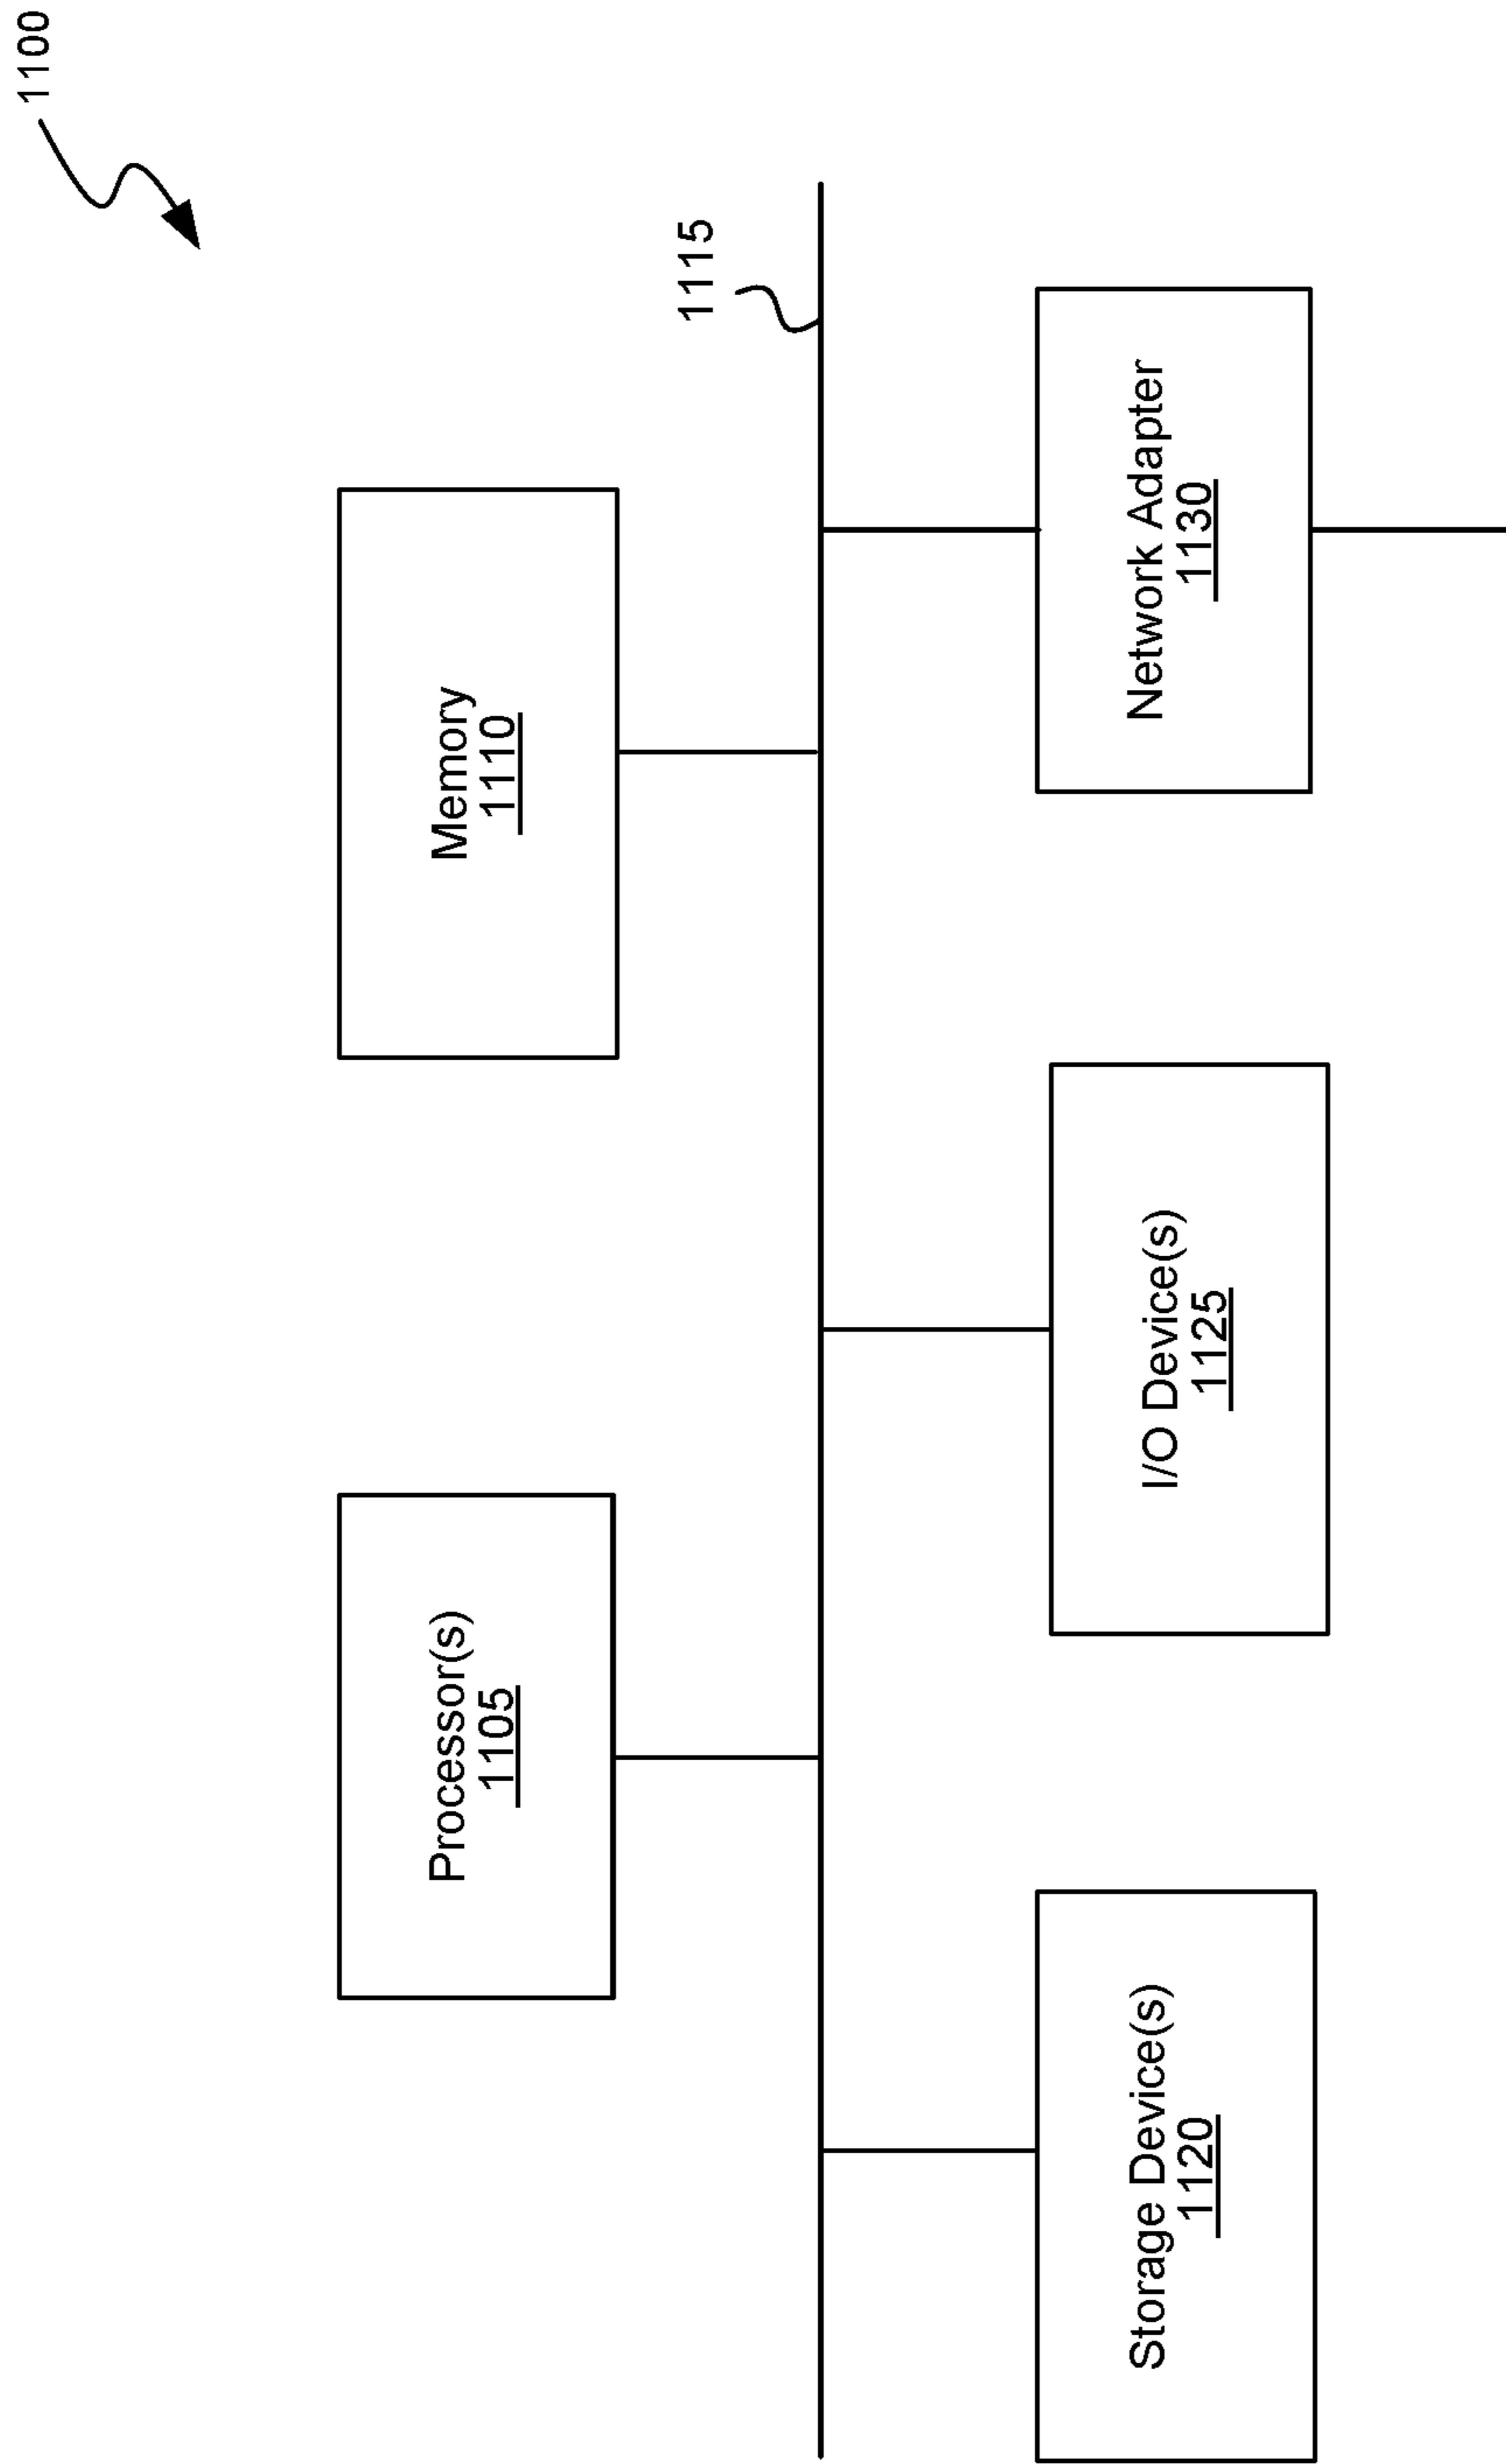 1100
Processor(s)
1105
Memory
1110
1115
Storage Device(s)
1120
I/O Device(s)
1125
Network Adapter
1130